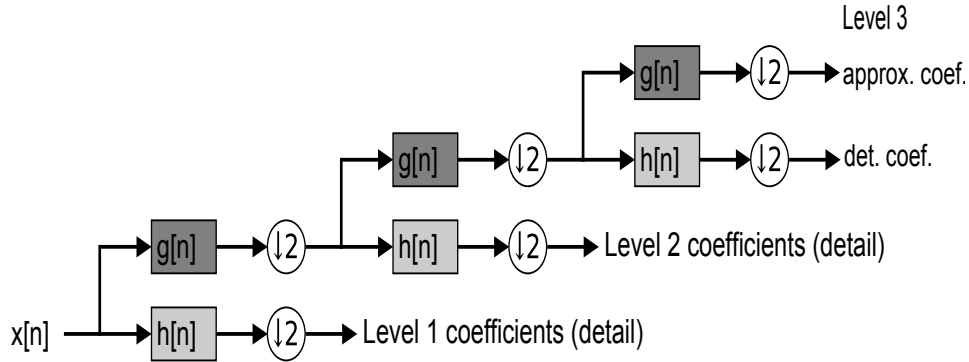 Level 3
g[n]
↓2
approx. coef.
g[n]
↓2
h[n]
↓2
det. coef.
g[n]
↓2
h[n]
↓2
Level 2 coefficients (detail)
x[n]
h[n]
↓2
Level 1 coefficients (detail)